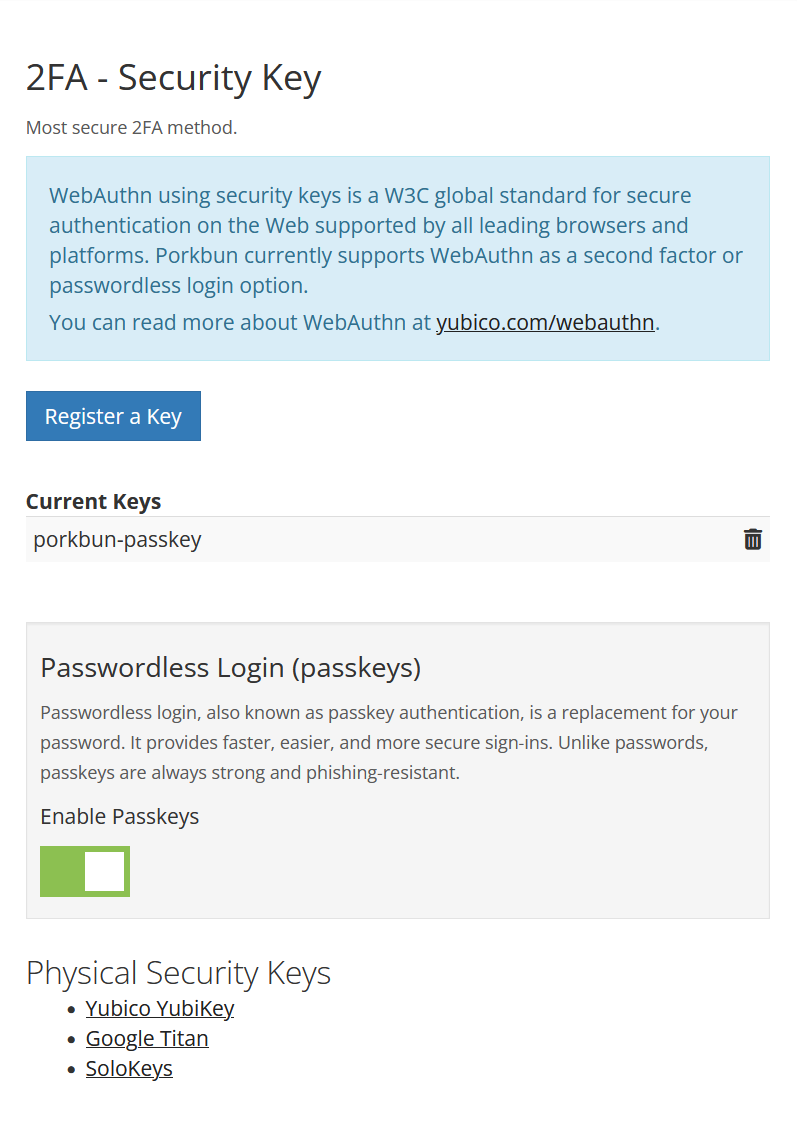 2FA - Security Key
Most secure 2FA method.
WebAuthn using security keys is a W3C global standard for secure
authentication on the Web supported by all leading browsers and
platforms. Porkbun currently supports WebAuthn as a second factor or
passwordless login option.
You can read more about WebAuthn at yubico.com/webauthn.
Register a Key
Current Keys
porkbun-passkey
Passwordless Login (passkeys)
Passwordless login, also known as passkey authentication, is a replacement for your
password. It provides faster, easier, and more secure sign-ins. Unlike passwords,
passkeys are always strong and phishing-resistant.
Enable Passkeys
Physical Security Keys
• Yubico YubiKey
• Google Titan
• SoloKeys